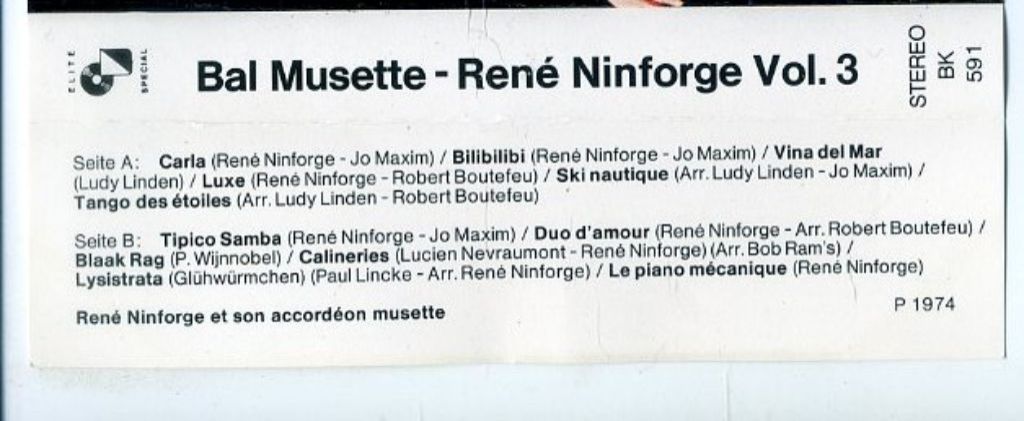 ELITE
SPECIAL
Bal Musette - René Ninforge Vol. 3
STEREO
BK
591
Seite A: Carla (René Ninforge - Jo Maxim) / Bilibilibi (René Ninforge - Jo Maxim) / Vina del Mar
(Ludy Linden) / Luxe (René Ninforge - Robert Boutefeu) / Ski nautique (Arr. Ludy Linden - Jo Maxim) /
Tango des étoiles (Arr. Ludy Linden - Robert Boutefeu)
Seite B: Tipico Samba (René Ninforge - Jo Maxim) / Duo d'amour (René Ninforge - Arr. Robert Boutefeu) /
Blaak Rag (P. Wijnnobel) / Calineries (Lucien Nevraumont - René Ninforge) (Arr. Bob Ram's) /
Lysistrata (Glühwürmchen) (Paul Lincke - Arr. René Ninforge) / Le piano mécanique (René Ninforge)
René Ninforge et son accordéon musette
P 1974